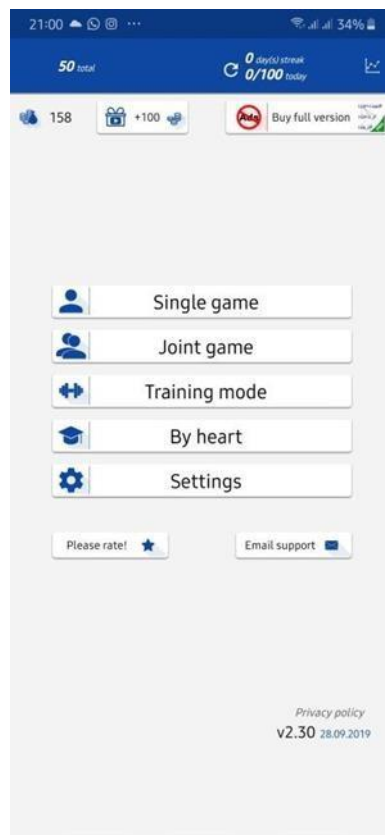 21:00 34%
50 total
0 day(s) streak
0/100 today
158 +100 Ads Buy full version
Single game
Joint game
Training mode
By heart
Settings
Please rate! Email support
Privacy policy
v2.30 28.09.2019